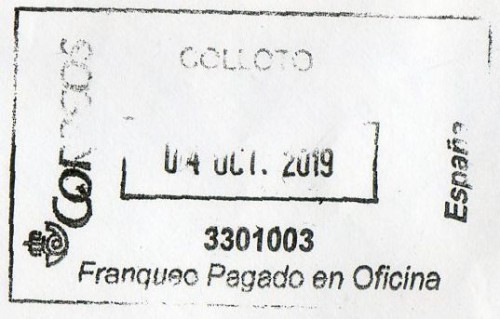 COLLOTO
CORREOS
04 OCT. 2019
España
3301003
Franqueo Pagado en Oficina